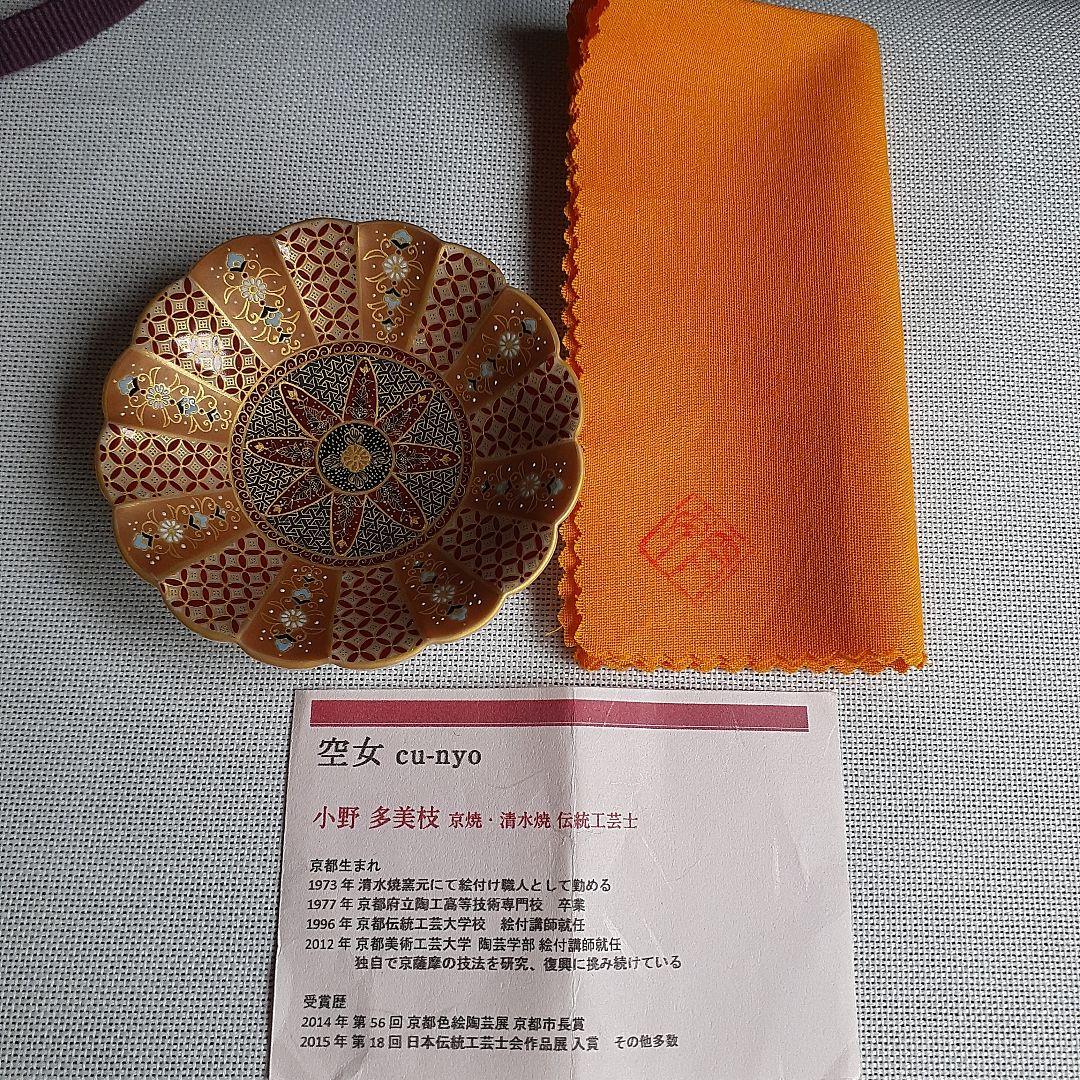 空女 cu-nyo
小野 多美枝 京焼・清水焼 伝統工芸士
京都生まれ
1973 年 清水焼窯元にて絵付け職人として勤める
1977 年 京都府立陶工高等技術専門校 卒業
1996 年 京都伝統工芸大学校 絵付講師就任
2012 年 京都美術工芸大学 陶芸学部 絵付講師就任
独自で京薩摩の技法を研究、復興に挑み続けている
受賞歴
2014 年 第 56 回 京都色絵陶芸展 京都市長賞
2015 年 第 18 回 日本伝統工芸士会作品展 入賞 その他多数